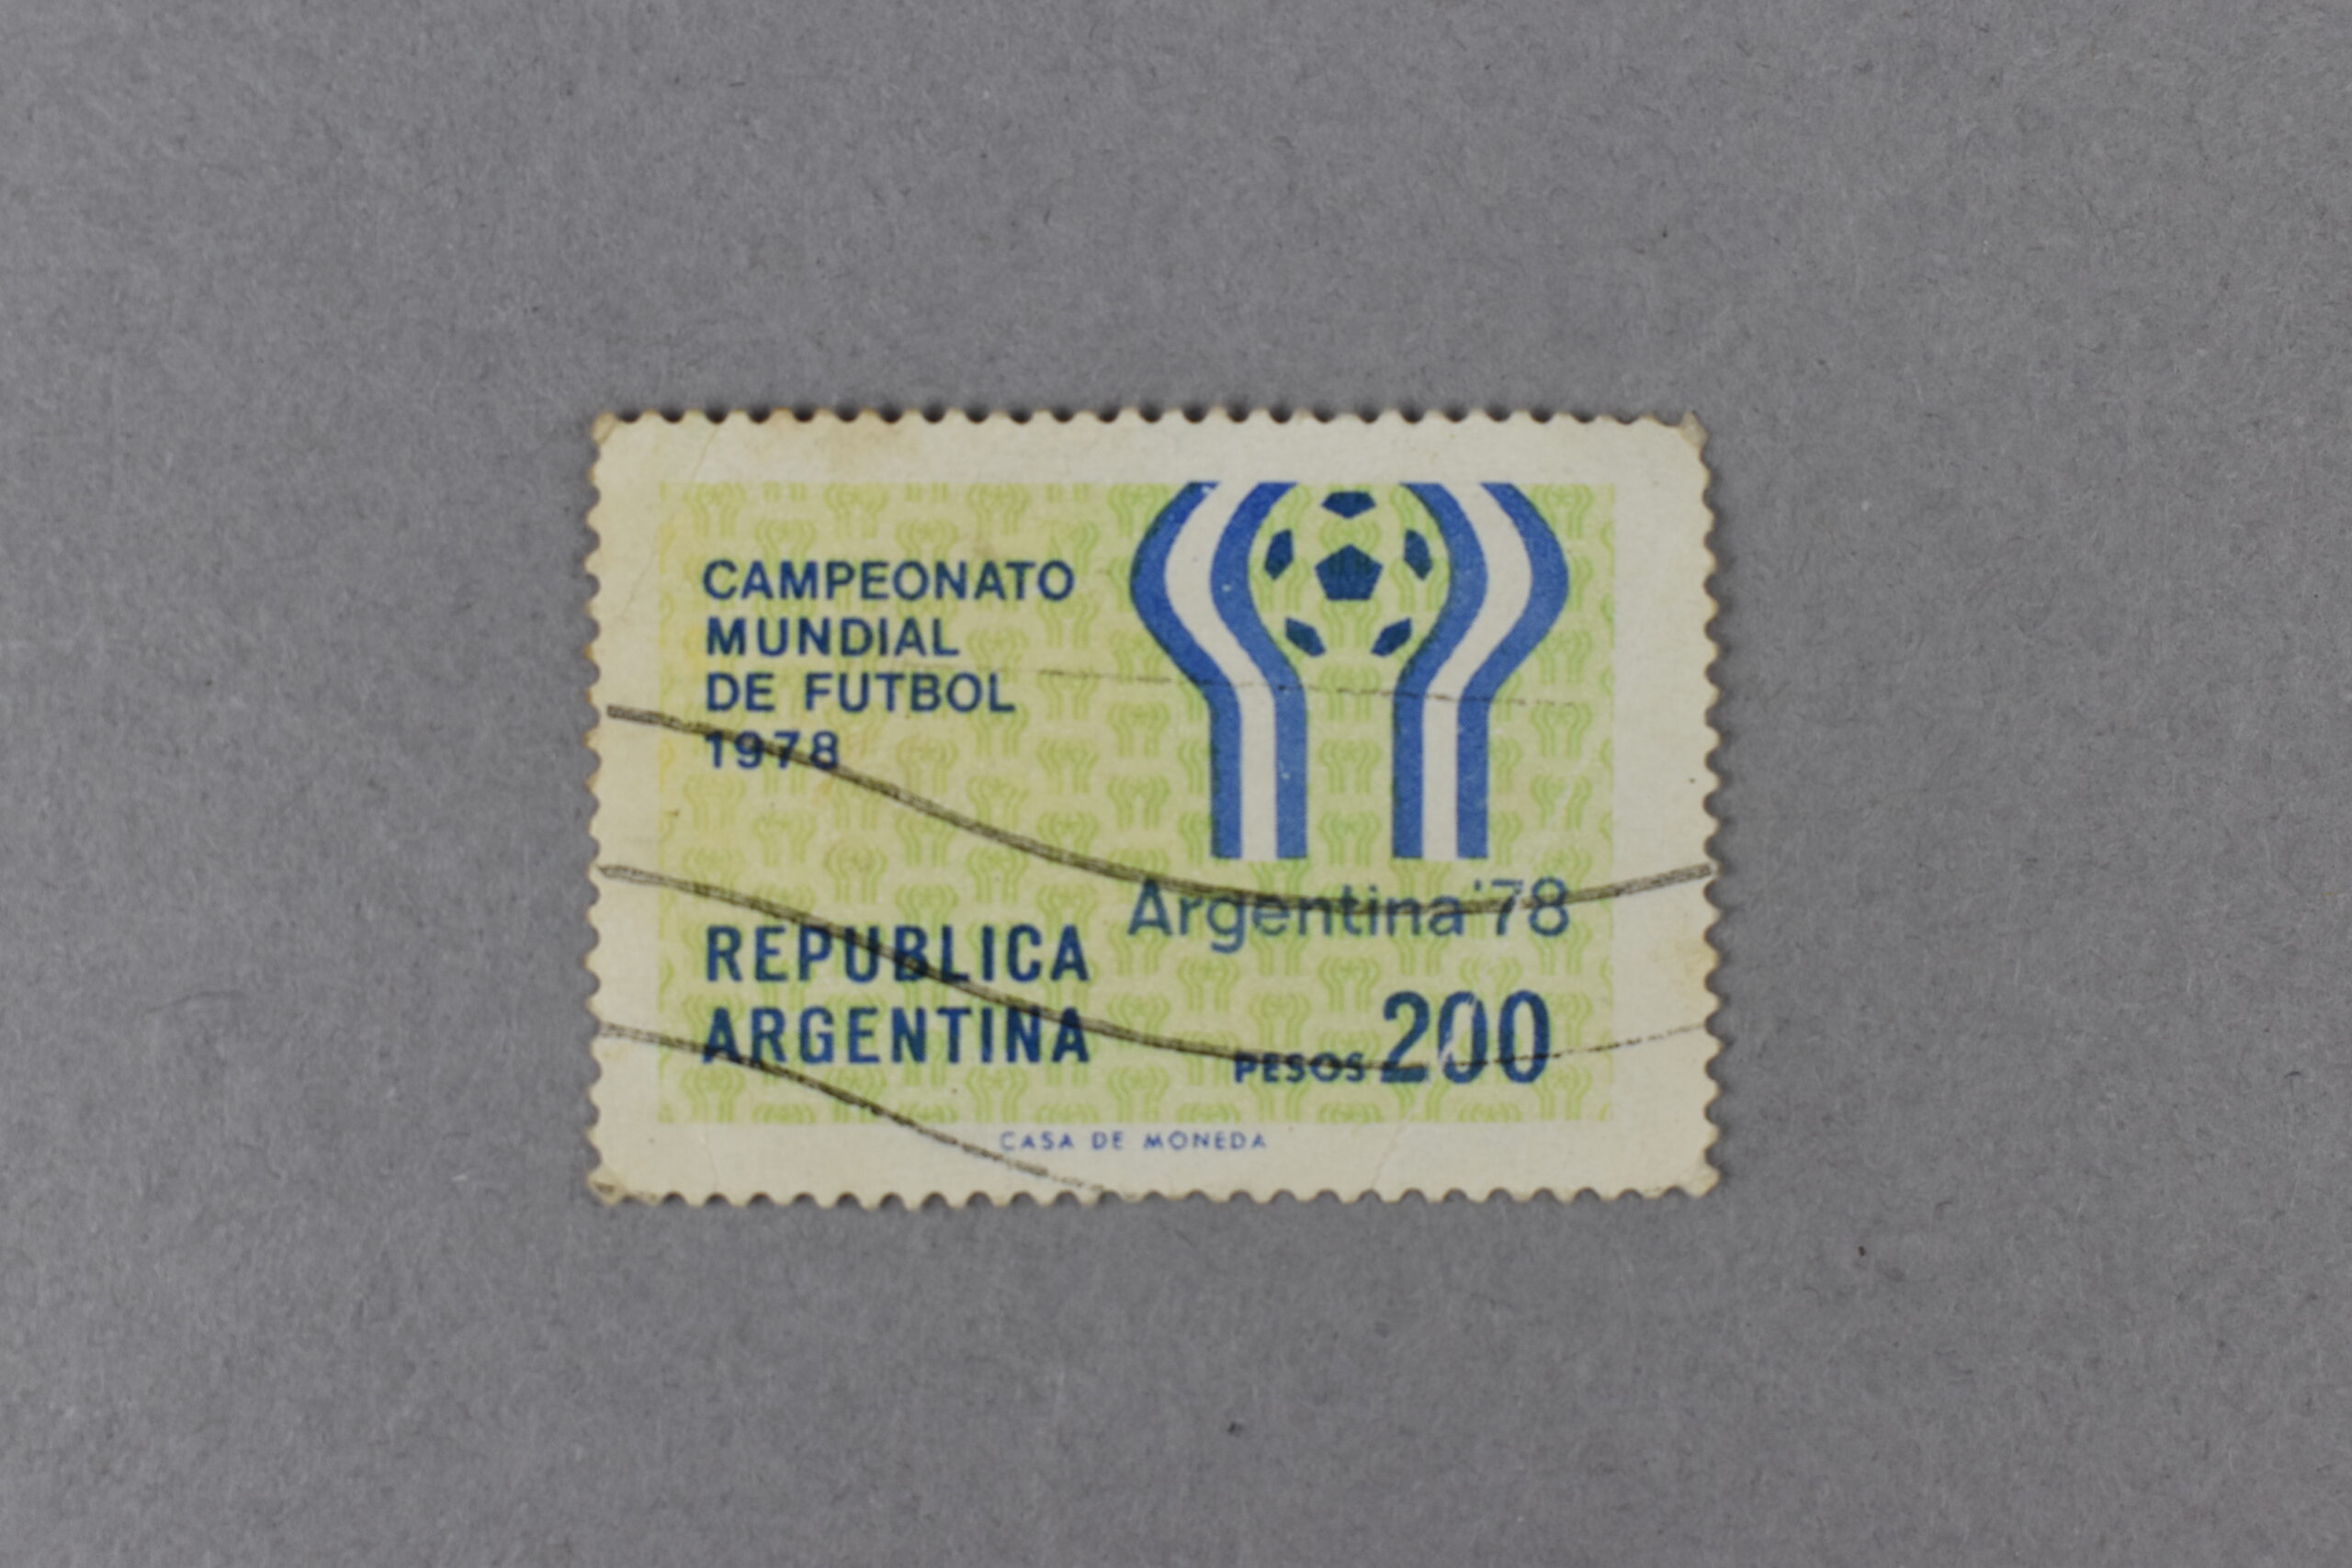 CAMPEONATO
MUNDIAL
DE FUTBOL
1978
Argentina '78
REPUBLICA
ARGENTINA
PESOS 200
CASA DE MONEDA